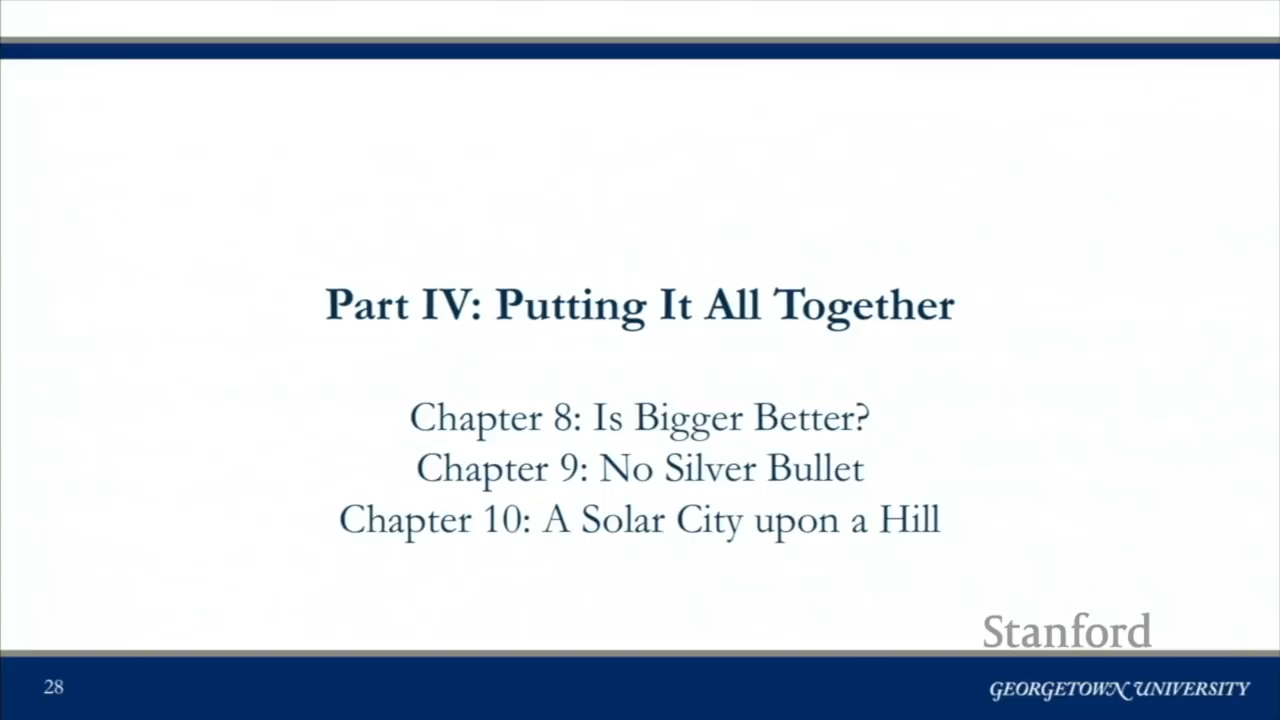 Part IV: Putting It All Together
Chapter 8: Is Bigger Better?
Chapter 9: No Silver Bullet
Chapter 10: A Solar City upon a Hill
Stanford
28
GEORGETOWN UNIVERSITY